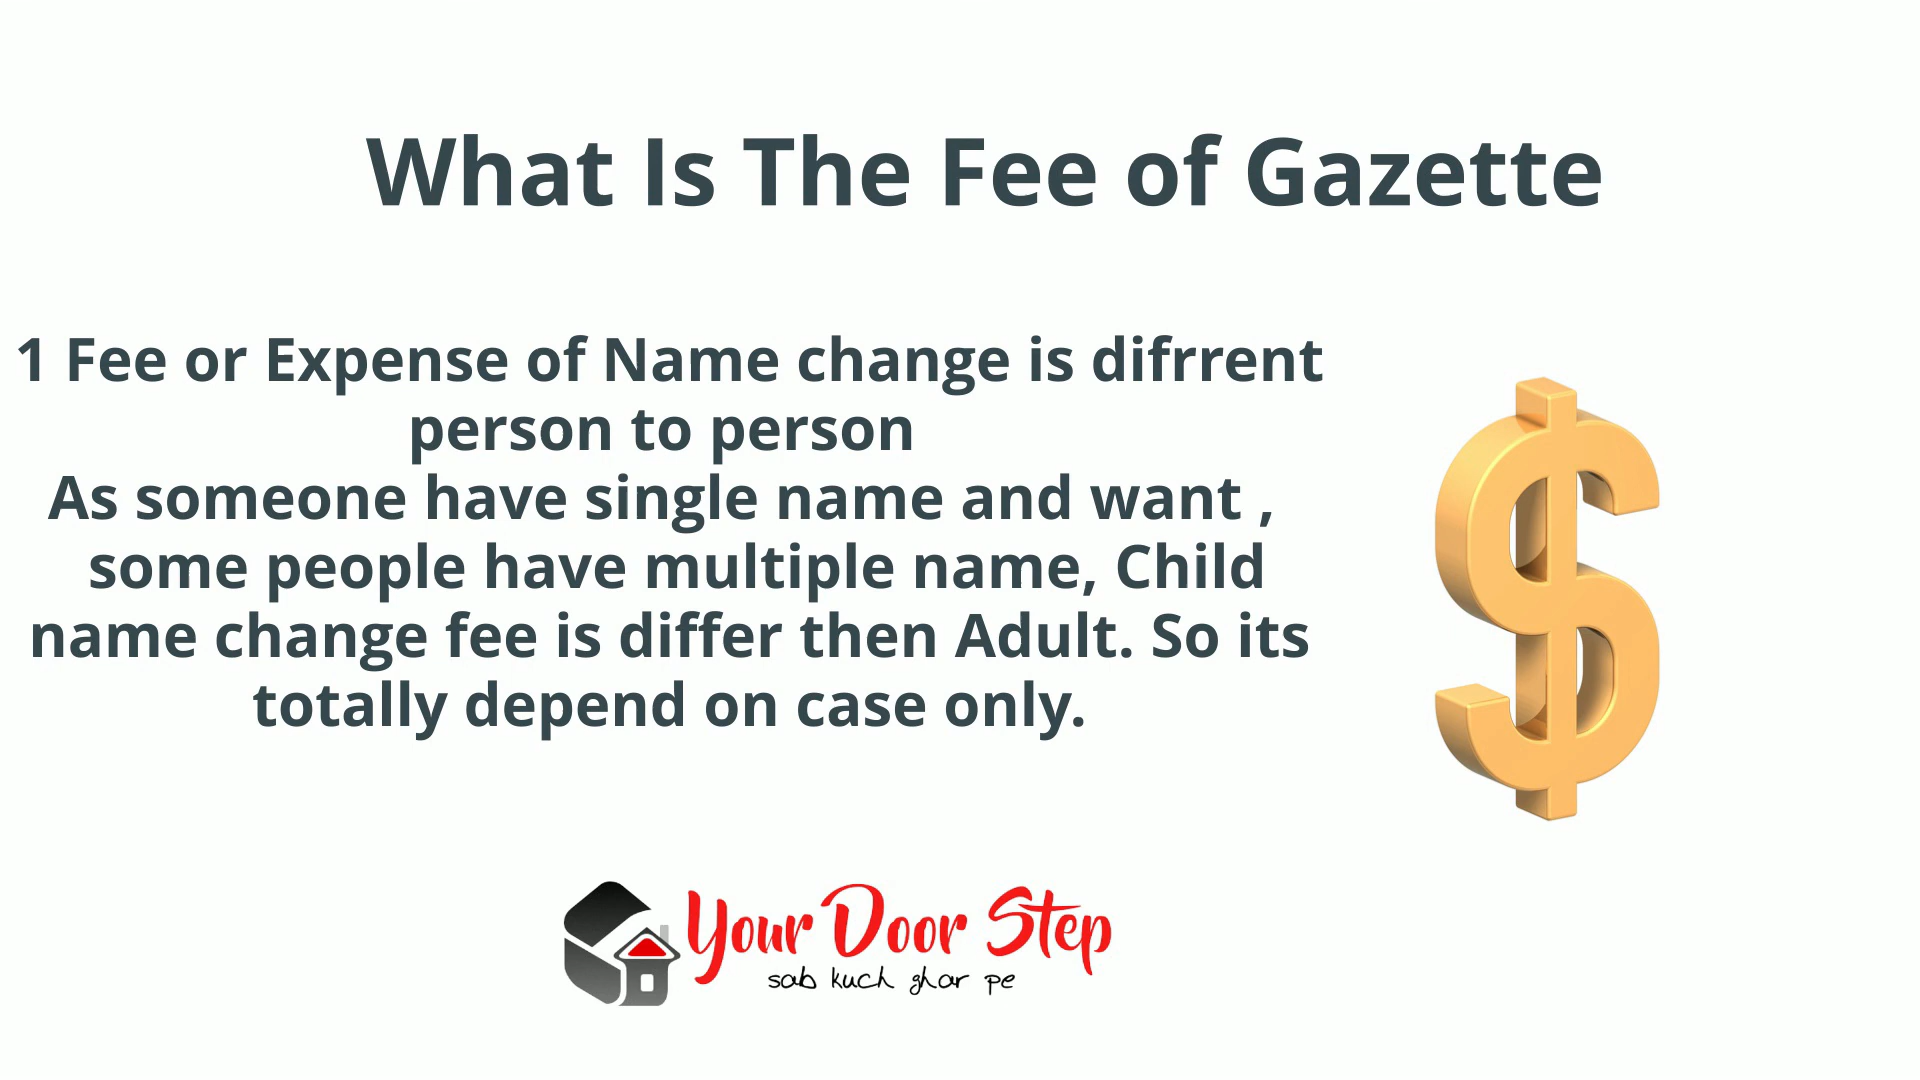 What Is The Fee of Gazette
1 Fee or Expense of Name change is difrrent
person to person
As someone have single name and want ,
some people have multiple name, Child
name change fee is differ then Adult. So its
totally depend on case only.
Your Door Step
sab kuch ghar pe